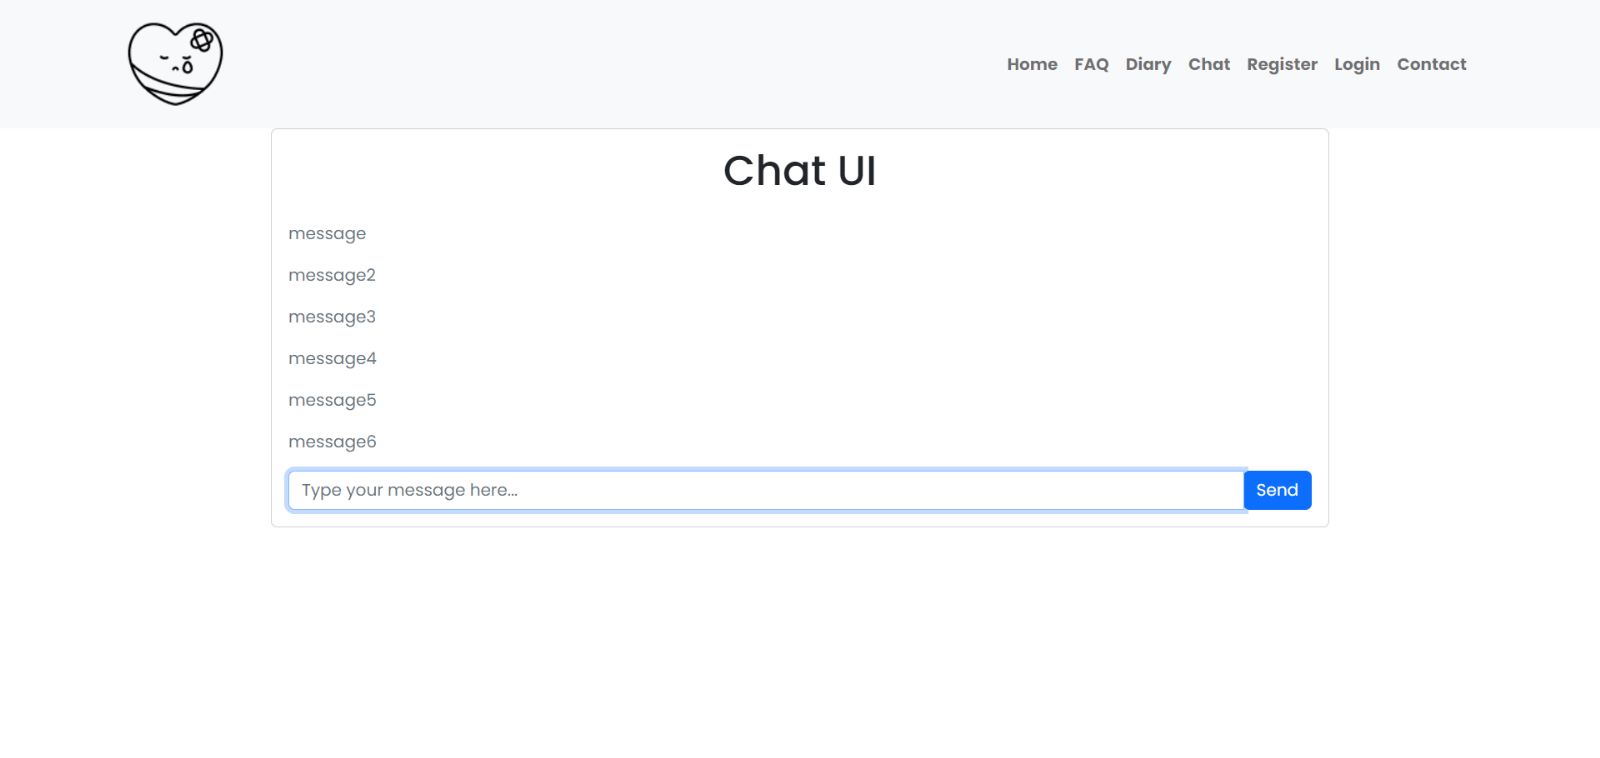 Home FAQ Diary Chat Register Login Contact
Chat UI
message
message2
message3
message4
message5
message6
Type your message here...
Send